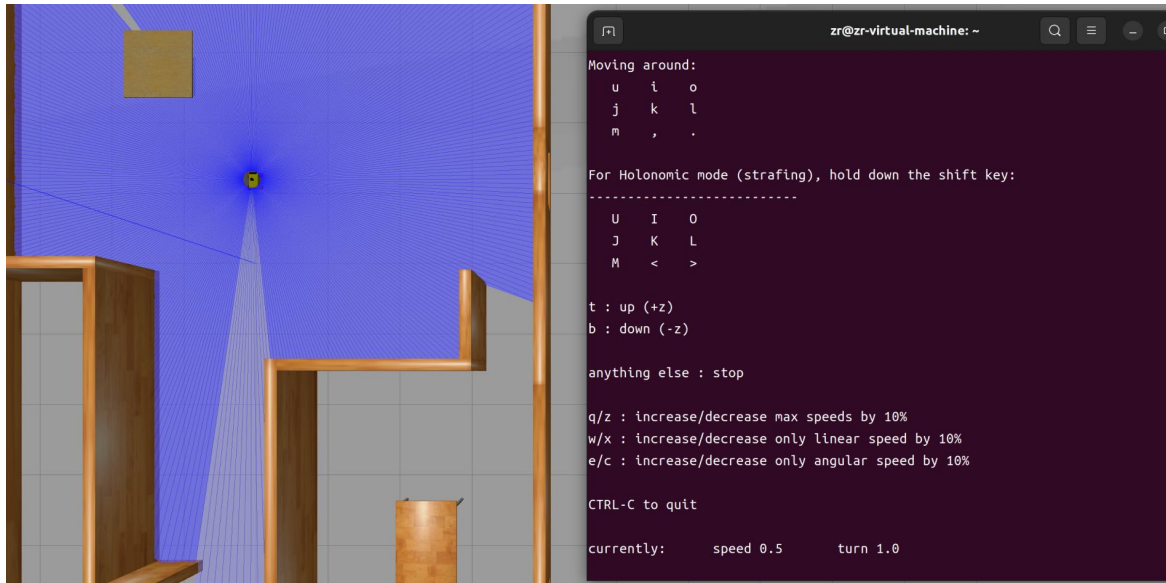 zr@zr-virtual-machine: ~
Moving around:
u i o
j k l
m , .
For Holonomic mode (strafing), hold down the shift key:
---------------------------
U I O
J K L
M < >
t : up (+z)
b : down (-z)
anything else : stop
q/z : increase/decrease max speeds by 10%
w/x : increase/decrease only linear speed by 10%
e/c : increase/decrease only angular speed by 10%
CTRL-C to quit
currently: speed 0.5 turn 1.0